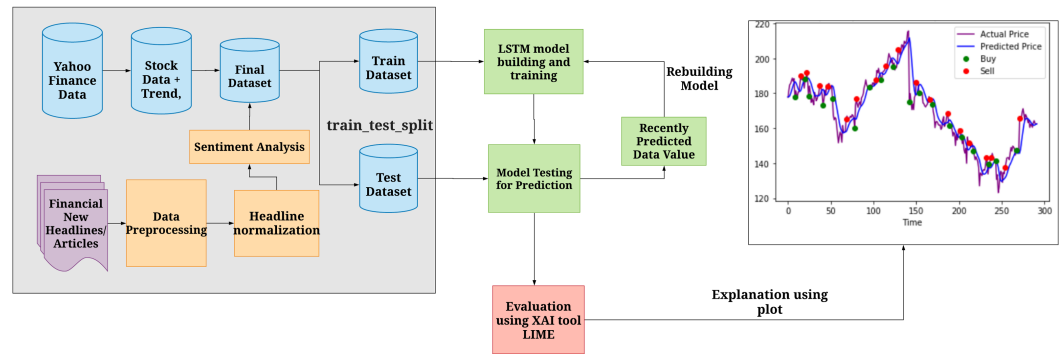 Yahoo
Finance
Data
Stock
Data +
Trend,
Final
Dataset
Train
Dataset
train_test_split
Sentiment Analysis
Test
Dataset
Financial
New
Headlines/
Articles
Data
Preprocessing
Headline
normalization
LSTM model
building and
training
Rebuilding
Model
Recently
Predicted
Data Value
Model Testing
for Prediction
Evaluation
using XAI tool
LIME
Explanation using
plot
220
200
180
160
140
120
0
50
100
150
200
250
300
Time
Actual Price
Predicted Price
Buy
Sell